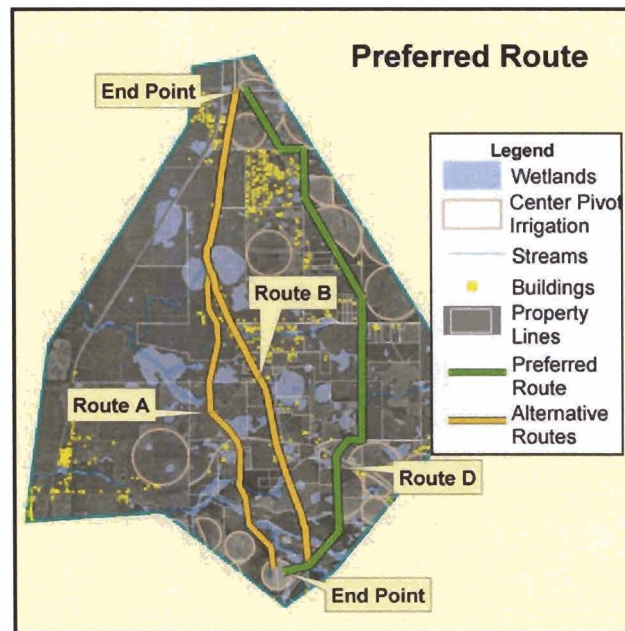 Preferred Route
End Point
Legend
Wetlands
Center Pivot
Irrigation
Streams
Buildings
Property
Lines
Preferred
Route
Alternative
Routes
Route B
Route A
Route D
End Point